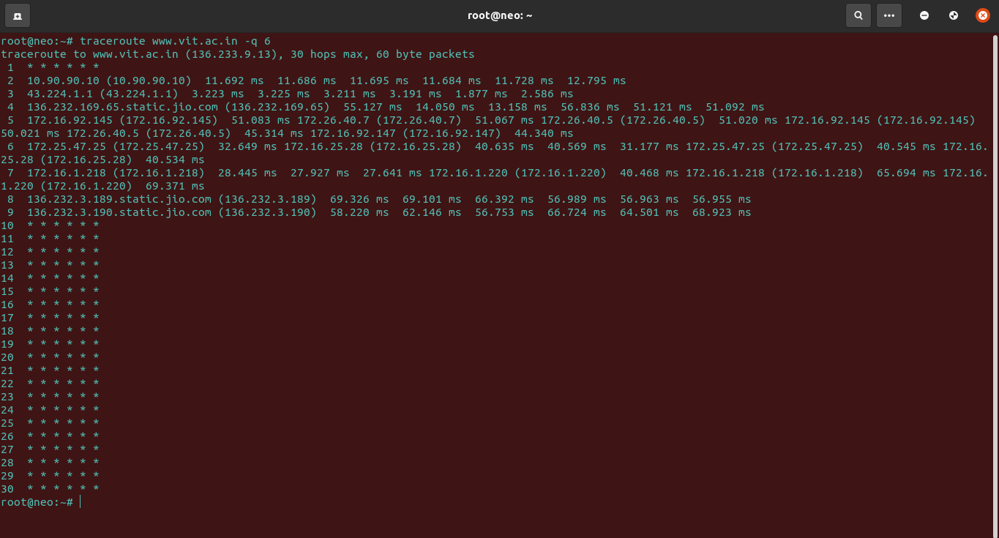 root@neo: ~
root@neo:~# traceroute www.vit.ac.in -q 6
traceroute to www.vit.ac.in (136.233.9.13), 30 hops max, 60 byte packets
 1  * * * * * *
 2  10.90.90.10 (10.90.90.10)  11.692 ms  11.686 ms  11.695 ms  11.684 ms  11.728 ms  12.795 ms
 3  43.224.1.1 (43.224.1.1)  3.223 ms  3.225 ms  3.211 ms  3.191 ms  1.877 ms  2.586 ms
 4  136.232.169.65.static.jio.com (136.232.169.65)  55.127 ms  14.050 ms  13.158 ms  56.836 ms  51.121 ms  51.092 ms
 5  172.16.92.145 (172.16.92.145)  51.083 ms 172.26.40.7 (172.26.40.7)  51.067 ms 172.26.40.5 (172.26.40.5)  51.020 ms 172.16.92.145 (172.16.92.145)
50.021 ms 172.26.40.5 (172.26.40.5)  45.314 ms 172.16.92.147 (172.16.92.147)  44.340 ms
 6  172.25.47.25 (172.25.47.25)  32.649 ms 172.16.25.28 (172.16.25.28)  40.635 ms  40.569 ms  31.177 ms 172.25.47.25 (172.25.47.25)  40.545 ms 172.16.
25.28 (172.16.25.28)  40.534 ms
 7  172.16.1.218 (172.16.1.218)  28.445 ms  27.927 ms  27.641 ms 172.16.1.220 (172.16.1.220)  40.468 ms 172.16.1.218 (172.16.1.218)  65.694 ms 172.16.
1.220 (172.16.1.220)  69.371 ms
 8  136.232.3.189.static.jio.com (136.232.3.189)  69.326 ms  69.101 ms  66.392 ms  56.989 ms  56.963 ms  56.955 ms
 9  136.232.3.190.static.jio.com (136.232.3.190)  58.220 ms  62.146 ms  56.753 ms  66.724 ms  64.501 ms  68.923 ms
10  * * * * * *
11  * * * * * *
12  * * * * * *
13  * * * * * *
14  * * * * * *
15  * * * * * *
16  * * * * * *
17  * * * * * *
18  * * * * * *
19  * * * * * *
20  * * * * * *
21  * * * * * *
22  * * * * * *
23  * * * * * *
24  * * * * * *
25  * * * * * *
26  * * * * * *
27  * * * * * *
28  * * * * * *
29  * * * * * *
30  * * * * * *
root@neo:~#